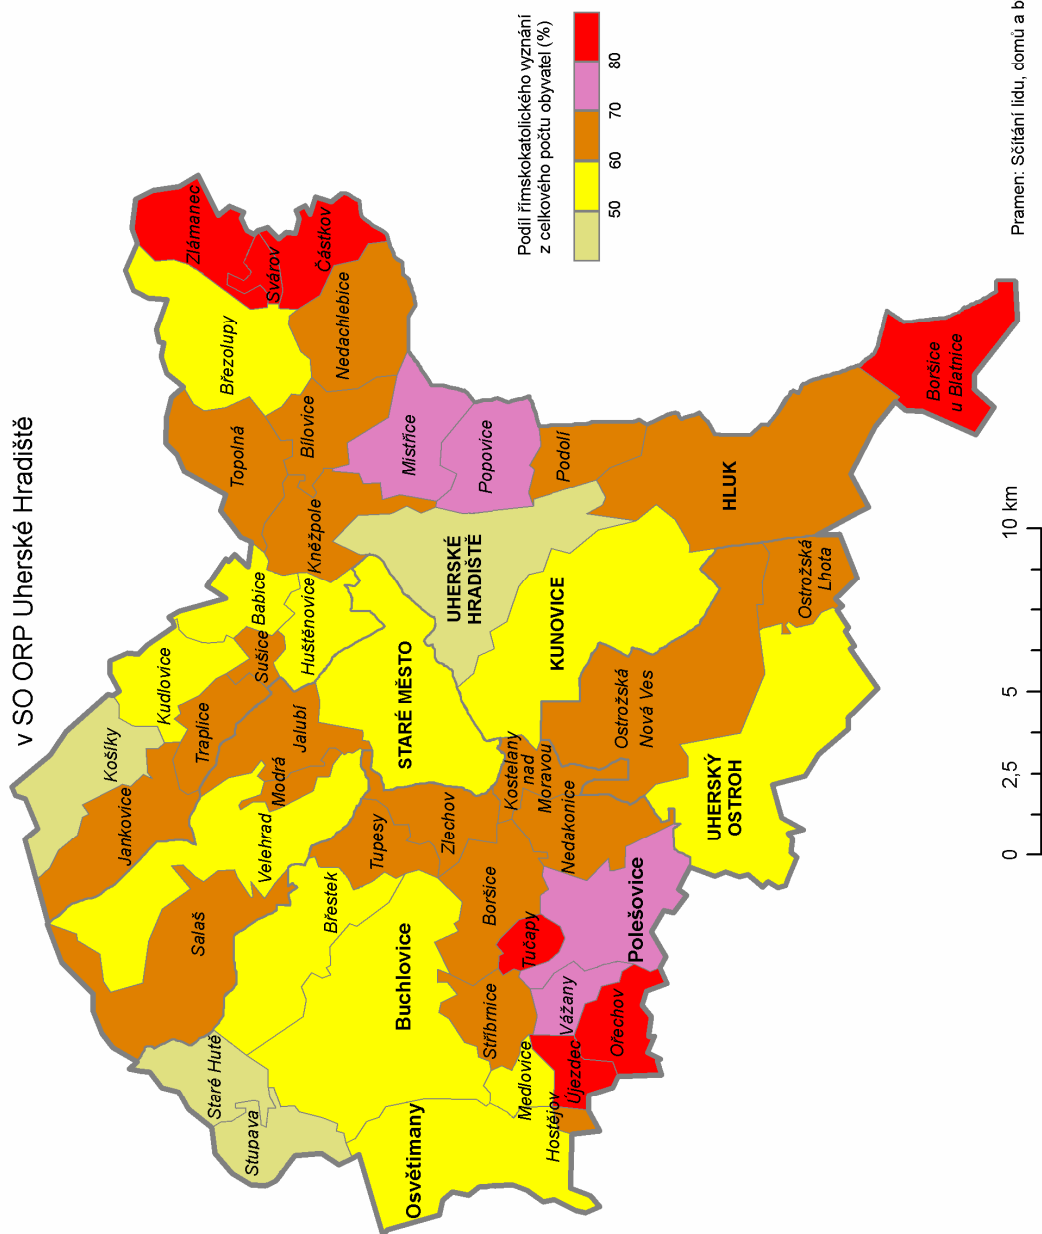 v SO ORP Uherské Hradiště
Podíl římskokatolického vyznání
z celkového počtu obyvatel (%)
50
60
70
80
Zlámanec
Svárov
Částkov
Březolupy
Nedachlebice
Topolná
Bílovice
Mistřice
Popovice
Podolí
Kněžpole
HLUK
Boršice
u Blatnice
UHERSKÉ
HRADIŠTĚ
KUNOVICE
Ostrožská
Lhota
Babice
Huštěnovice
Sušice
Kudlovice
Traplice
Jalubí
Košíky
Modrá
Jankovice
Velehrad
STARÉ MĚSTO
Ostrožská
Nová Ves
Kostelany
nad
Moravou
Nedakonice
UHERSKÝ
OSTROH
Zlechov
Tupesy
Břestek
Salaš
Boršice
Tučapy
Polešovice
Buchlovice
Stříbrnice
Vážany
Ořechov
Medlovice
Újezdec
Hostějov
Staré Hutě
Stupava
Osvětimany
0
2,5
5
10 km
Pramen: Sčítání lidu, domů a b